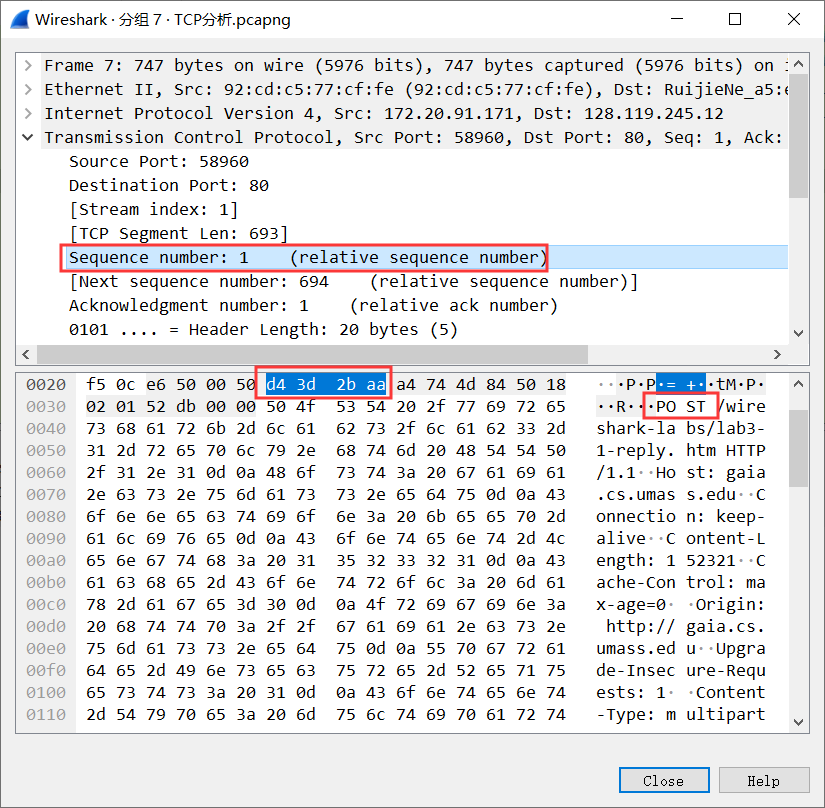 Wireshark · 分组 7 · TCP分析.pcapng
Frame 7: 747 bytes on wire (5976 bits), 747 bytes captured (5976 bits) on i
Ethernet II, Src: 92:cd:c5:77:cf:fe (92:cd:c5:77:cf:fe), Dst: RuijieNe_a5:e
Internet Protocol Version 4, Src: 172.20.91.171, Dst: 128.119.245.12
Transmission Control Protocol, Src Port: 58960, Dst Port: 80, Seq: 1, Ack:
Source Port: 58960
Destination Port: 80
[Stream index: 1]
[TCP Segment Len: 693]
Sequence number: 1    (relative sequence number)
[Next sequence number: 694    (relative sequence number)]
Acknowledgment number: 1    (relative ack number)
0101 .... = Header Length: 20 bytes (5)
0020  f5 0c e6 50 00 50 d4 3d  2b aa a4 74 4d 84 50 18  ···P·P·= +··tM·P·
0030  02 01 52 db 00 00 50 4f  53 54 20 2f 77 69 72 65  ··R···PO ST /wire
0040  73 68 61 72 6b 2d 6c 61  62 73 2f 6c 61 62 33 2d  shark-la bs/lab3-
0050  31 2d 72 65 70 6c 79 2e  68 74 6d 20 48 54 54 50  1-reply. htm HTTP
0060  2f 31 2e 31 0d 0a 48 6f  73 74 3a 20 67 61 69 61  /1.1··Ho st: gaia
0070  2e 63 73 2e 75 6d 61 73  73 2e 65 64 75 0d 0a 43  .cs.umas s.edu··C
0080  6f 6e 6e 65 63 74 69 6f  6e 3a 20 6b 65 65 70 2d  onnectio n: keep-
0090  61 6c 69 76 65 0d 0a 43  6f 6e 74 65 6e 74 2d 4c  alive··C ontent-L
00a0  65 6e 67 74 68 3a 20 31  35 32 33 32 31 0d 0a 43  ength: 1 52321··C
00b0  61 63 68 65 2d 43 6f 6e  74 72 6f 6c 3a 20 6d 61  ache-Con trol: ma
00c0  78 2d 61 67 65 3d 30 0d  0a 4f 72 69 67 69 6e 3a  x-age=0· ·Origin:
00d0  20 68 74 74 70 3a 2f 2f  67 61 69 61 2e 63 73 2e  http:// gaia.cs.
00e0  75 6d 61 73 73 2e 65 64  75 0d 0a 55 70 67 72 61  umass.ed u··Upgra
00f0  64 65 2d 49 6e 73 65 63  75 72 65 2d 52 65 71 75  de-Insec ure-Requ
0100  65 73 74 73 3a 20 31 0d  0a 43 6f 6e 74 65 6e 74  ests: 1· ·Content
0110  2d 54 79 70 65 3a 20 6d  75 6c 74 69 70 61 72 74  -Type: m ultipart
Close
Help